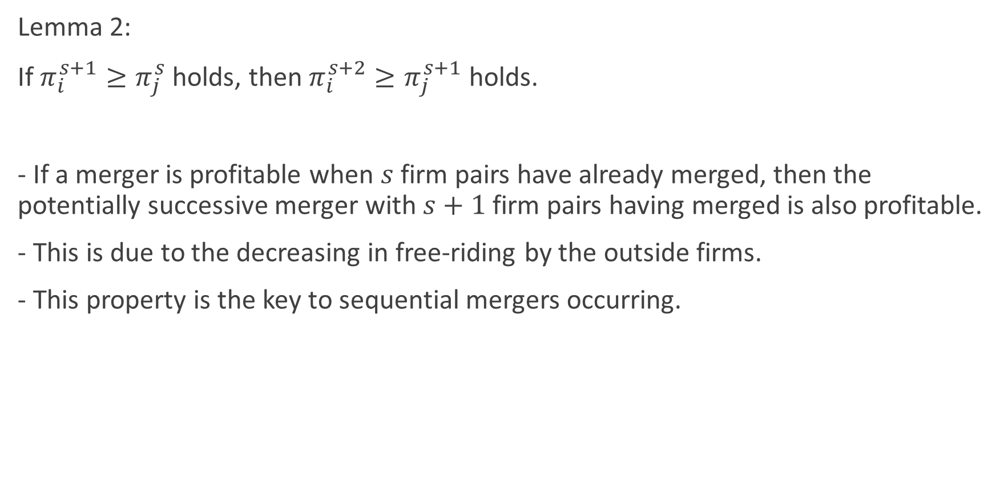 Lemma 2:
If $\pi_i^{s+1} \geq \pi_j^s$ holds, then $\pi_i^{s+2} \geq \pi_j^{s+1}$ holds.
- If a merger is profitable when $s$ firm pairs have already merged, then the
potentially successive merger with $s + 1$ firm pairs having merged is also profitable.
- This is due to the decreasing in free-riding by the outside firms.
- This property is the key to sequential mergers occurring.